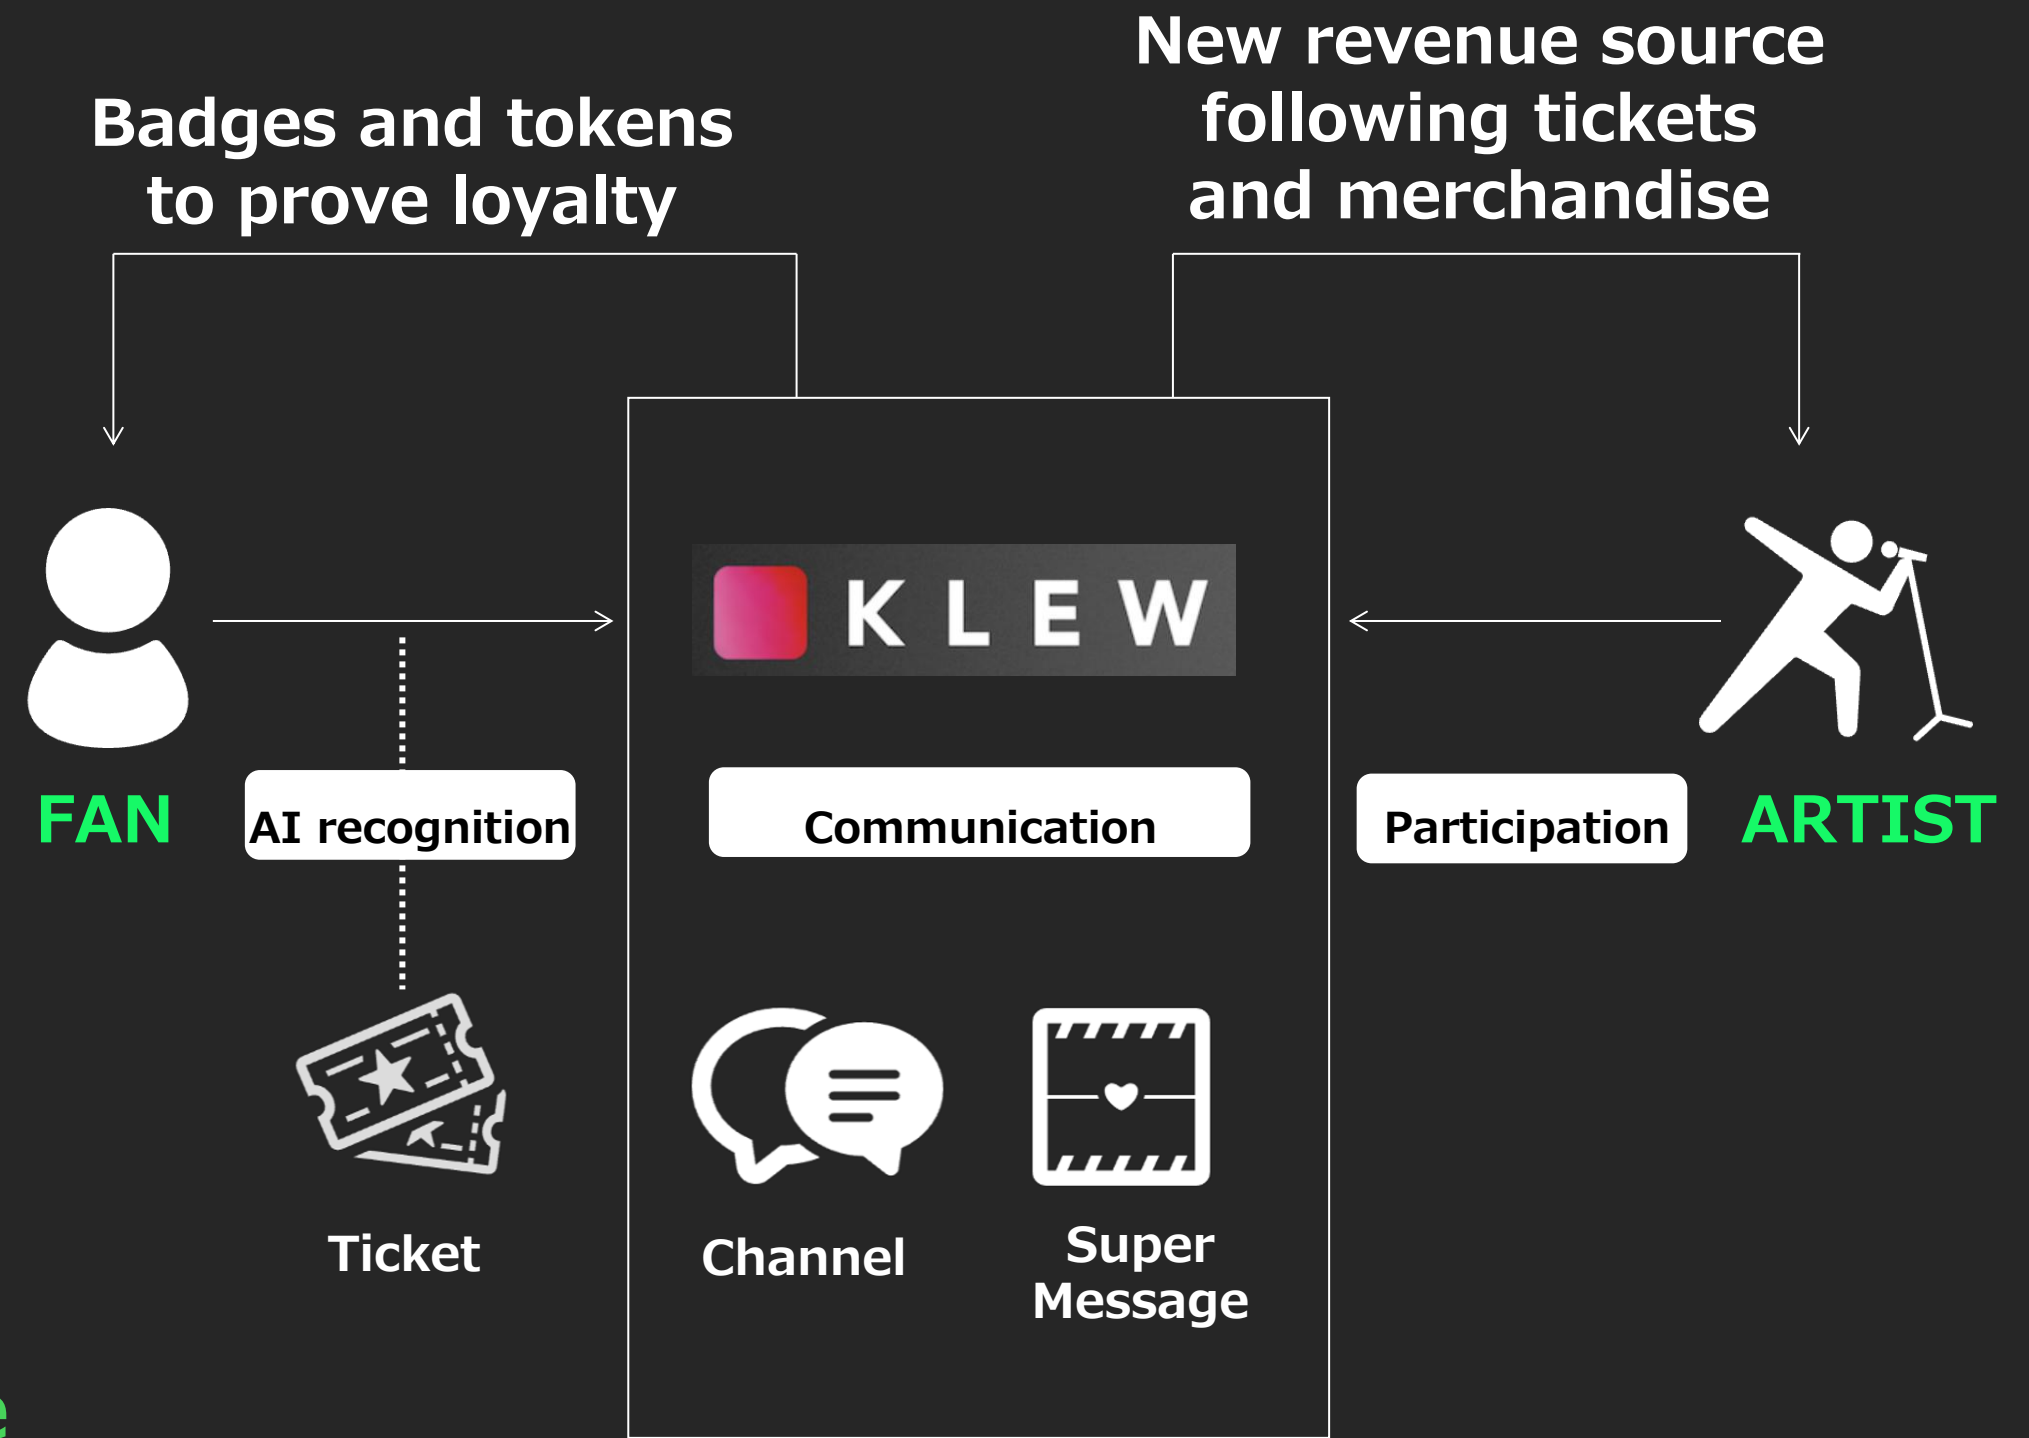 New revenue source
following tickets
and merchandise
Badges and tokens
to prove loyalty
KLEW
FAN
AI recognition
Communication
Participation
ARTIST
Ticket
Channel
Super
Message